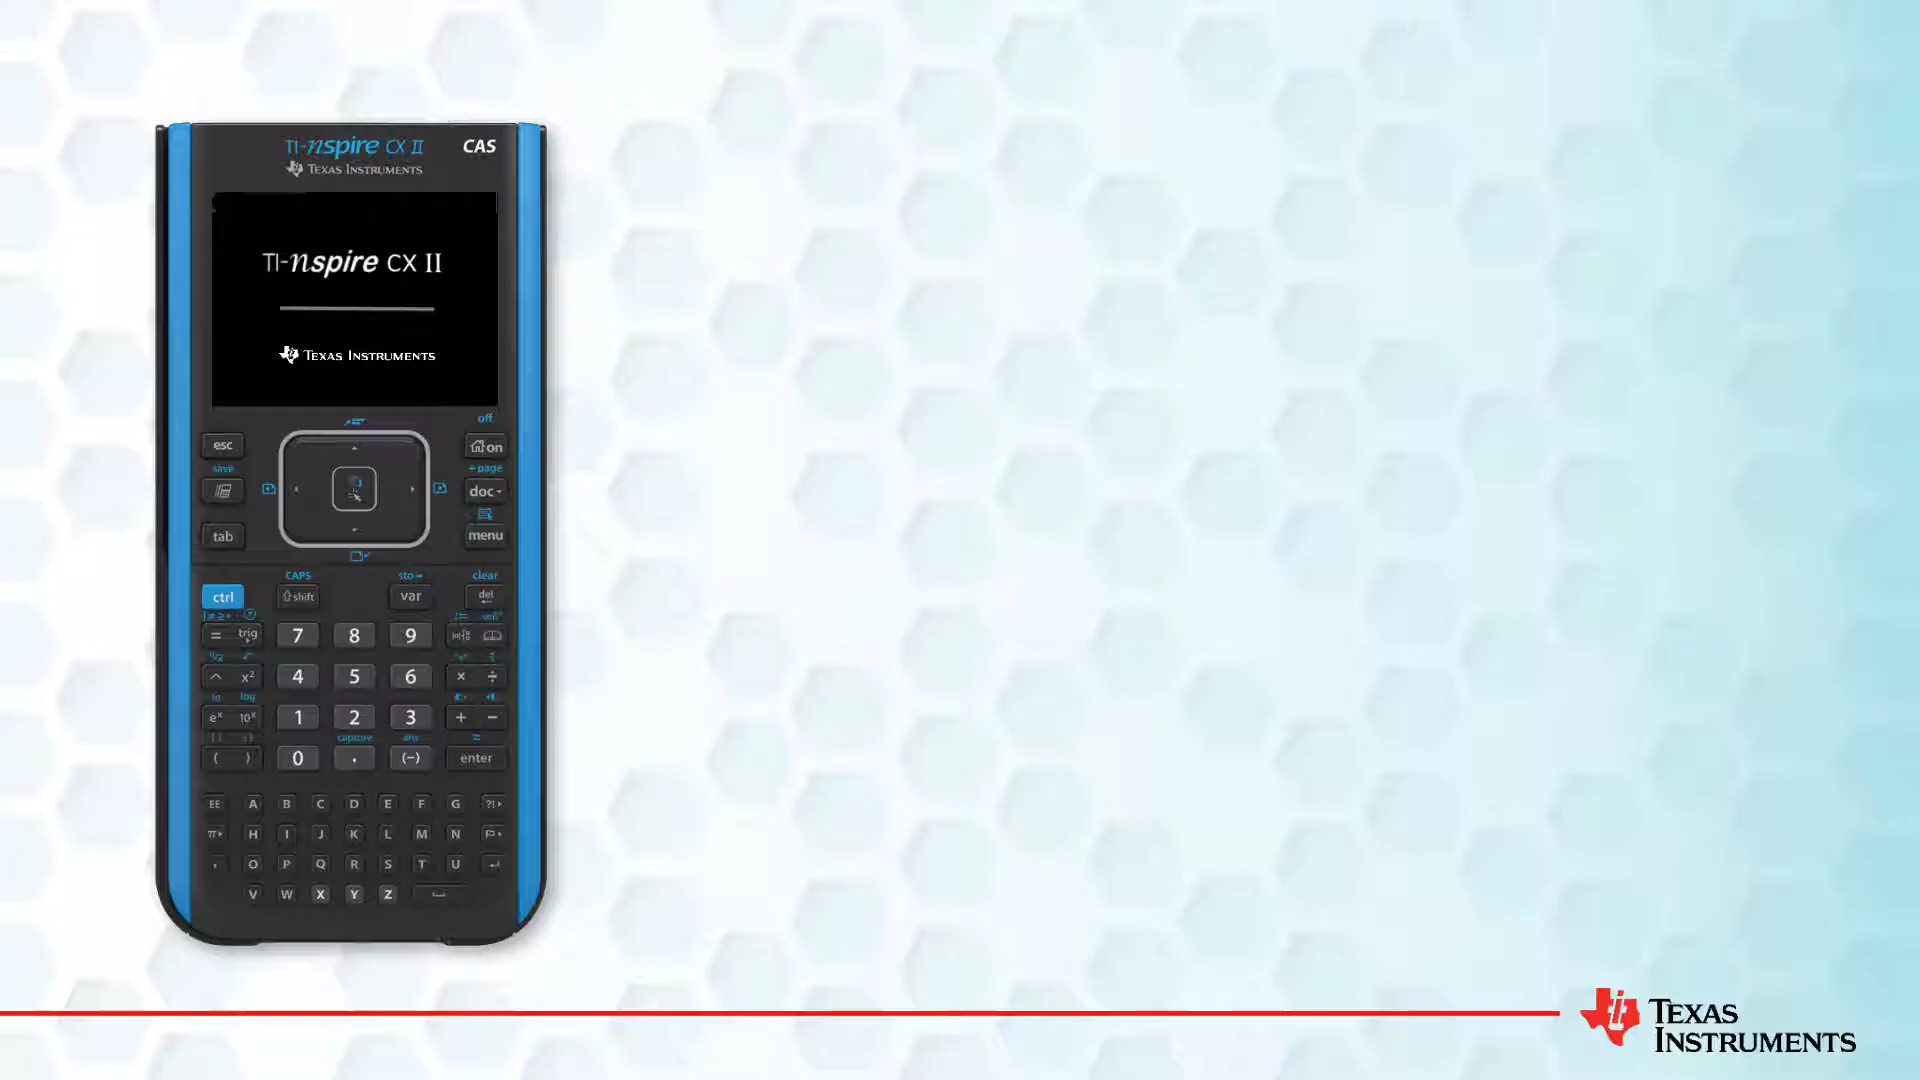 TI-nspire CX II CAS
TEXAS INSTRUMENTS
TI-nspire CX II
TEXAS INSTRUMENTS
off
esc
on
save
+page
doc
tab
menu
CAPS
sto
clear
ctrl
shift
var
del
= trig
7 8 9
^ x²
4 5 6
× ÷
ln log
eˣ 10ˣ
1 2 3
+ −
capture
ans
≈
( )
0 . (−)
enter
EE A B C D E F G ?!
π H I J K L M N
, O P Q R S T U
V W X Y Z
TEXAS
INSTRUMENTS